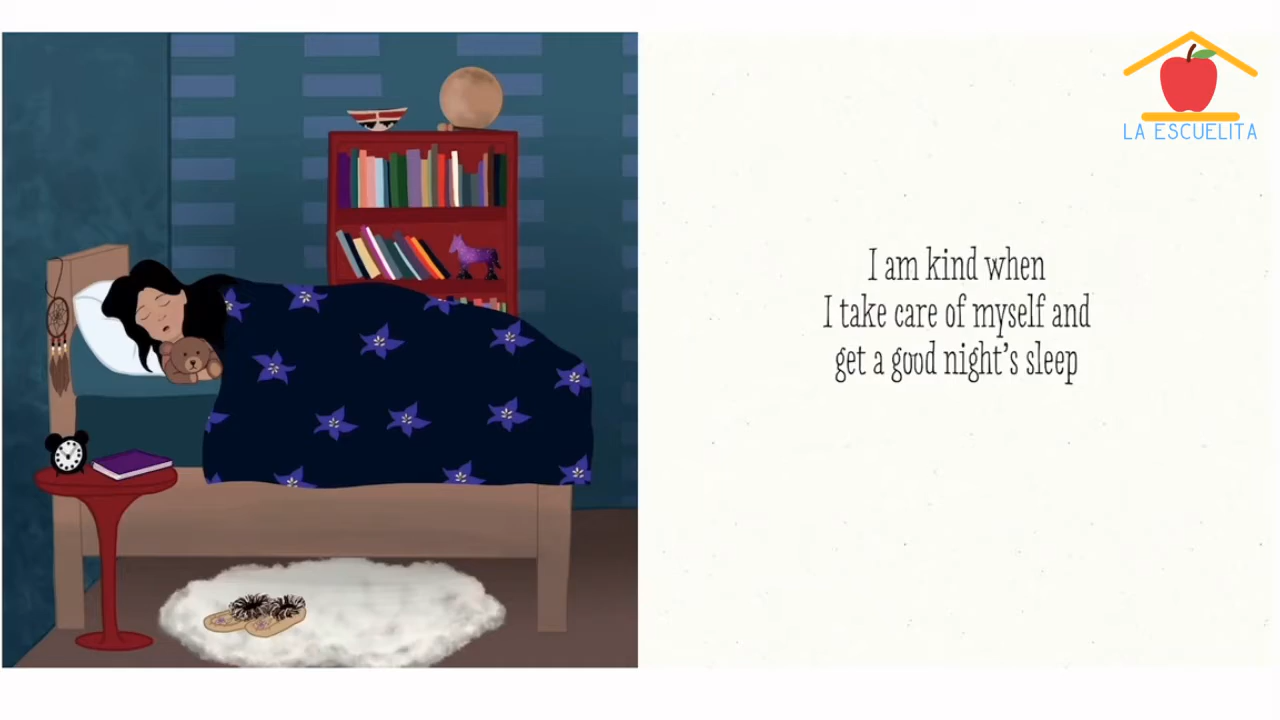 LA ESCUELITA
I am kind when
I take care of myself and
get a good night's sleep